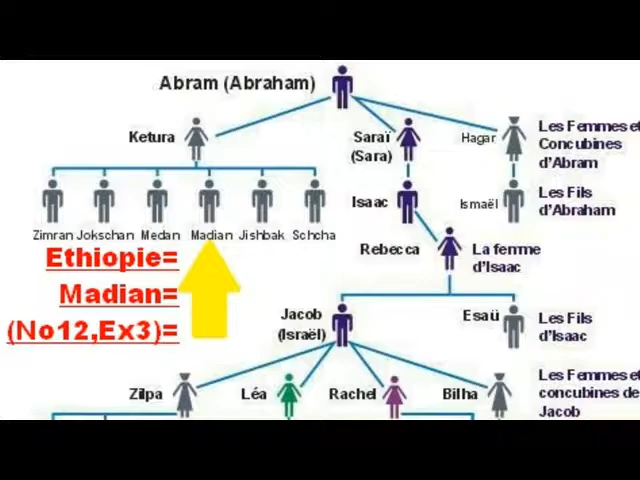 Abram (Abraham)
Ketura
Saraï
(Sara)
Hagar
Les Femmes et
Concubines
d'Abram
Isaac
Ismaël
Les Fils
d'Abraham
Zimran Jokschan Medan Madian Jishbak Schcha
Ethiopie=
Madian=
(No12,Ex3)=
Rebecca
La femme
d'Isaac
Jacob
(Israël)
Esaü
Les Fils
d'Isaac
Zilpa
Léa
Rachel
Bilha
Les Femmes et
concubines de
Jacob